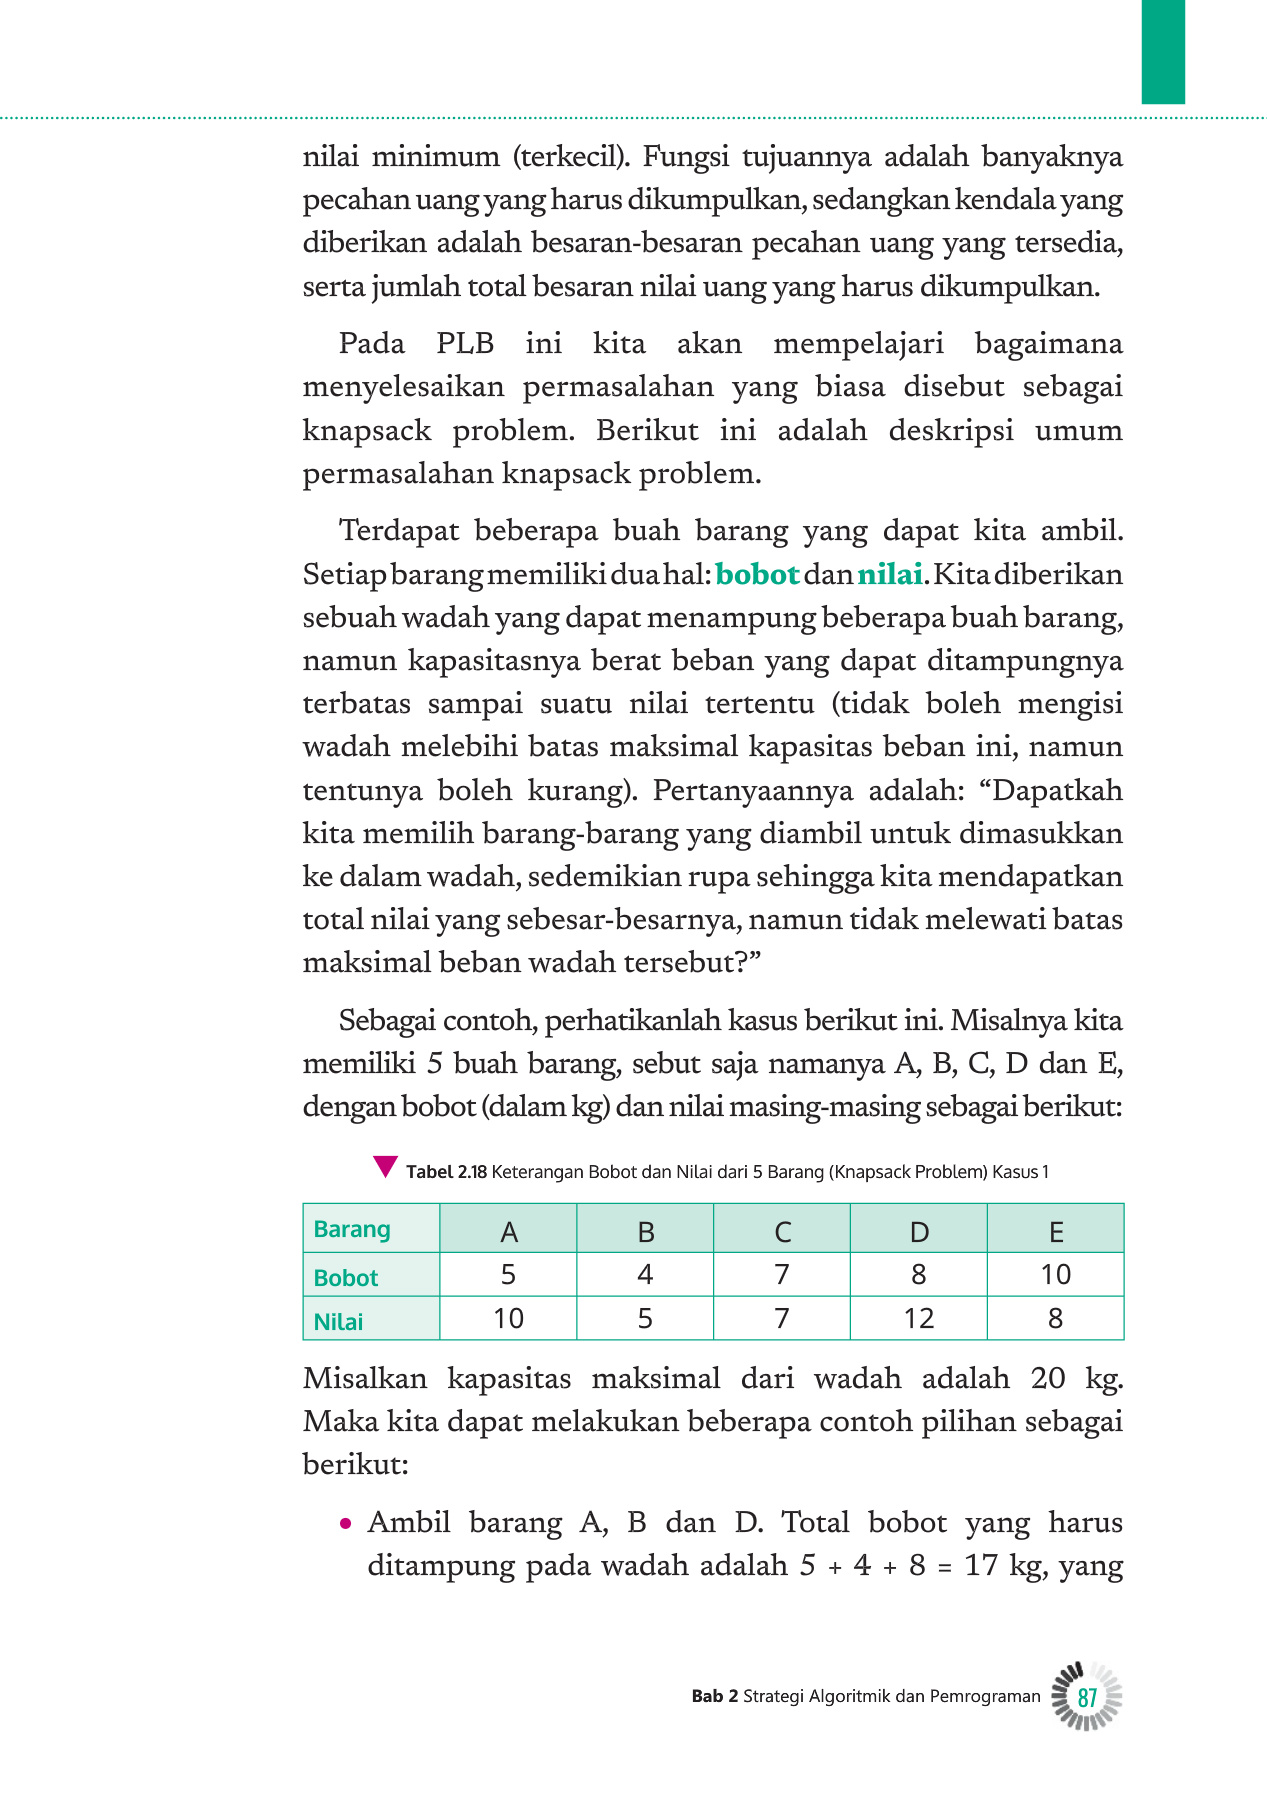 nilai minimum (terkecil). Fungsi tujuannya adalah banyaknya
pecahan uang yang harus dikumpulkan, sedangkan kendala yang
diberikan adalah besaran-besaran pecahan uang yang tersedia,
serta jumlah total besaran nilai uang yang harus dikumpulkan.
Pada PLB ini kita akan mempelajari bagaimana
menyelesaikan permasalahan yang biasa disebut sebagai
knapsack problem. Berikut ini adalah deskripsi umum
permasalahan knapsack problem.
Terdapat beberapa buah barang yang dapat kita ambil.
Setiap barang memiliki dua hal: bobot dan nilai. Kita diberikan
sebuah wadah yang dapat menampung beberapa buah barang,
namun kapasitasnya berat beban yang dapat ditampungnya
terbatas sampai suatu nilai tertentu (tidak boleh mengisi
wadah melebihi batas maksimal kapasitas beban ini, namun
tentunya boleh kurang). Pertanyaannya adalah: “Dapatkah
kita memilih barang-barang yang diambil untuk dimasukkan
ke dalam wadah, sedemikian rupa sehingga kita mendapatkan
total nilai yang sebesar-besarnya, namun tidak melewati batas
maksimal beban wadah tersebut?”
Sebagai contoh, perhatikanlah kasus berikut ini. Misalnya kita
memiliki 5 buah barang, sebut saja namanya A, B, C, D dan E,
dengan bobot (dalam kg) dan nilai masing-masing sebagai berikut:
Tabel 2.18 Keterangan Bobot dan Nilai dari 5 Barang (Knapsack Problem) Kasus 1
Barang A B C D E
Bobot 5 4 7 8 10
Nilai 10 5 7 12 8
Misalkan kapasitas maksimal dari wadah adalah 20 kg.
Maka kita dapat melakukan beberapa contoh pilihan sebagai
berikut:
• Ambil barang A, B dan D. Total bobot yang harus
ditampung pada wadah adalah 5 + 4 + 8 = 17 kg, yang
Bab 2 Strategi Algoritmik dan Pemrograman 87